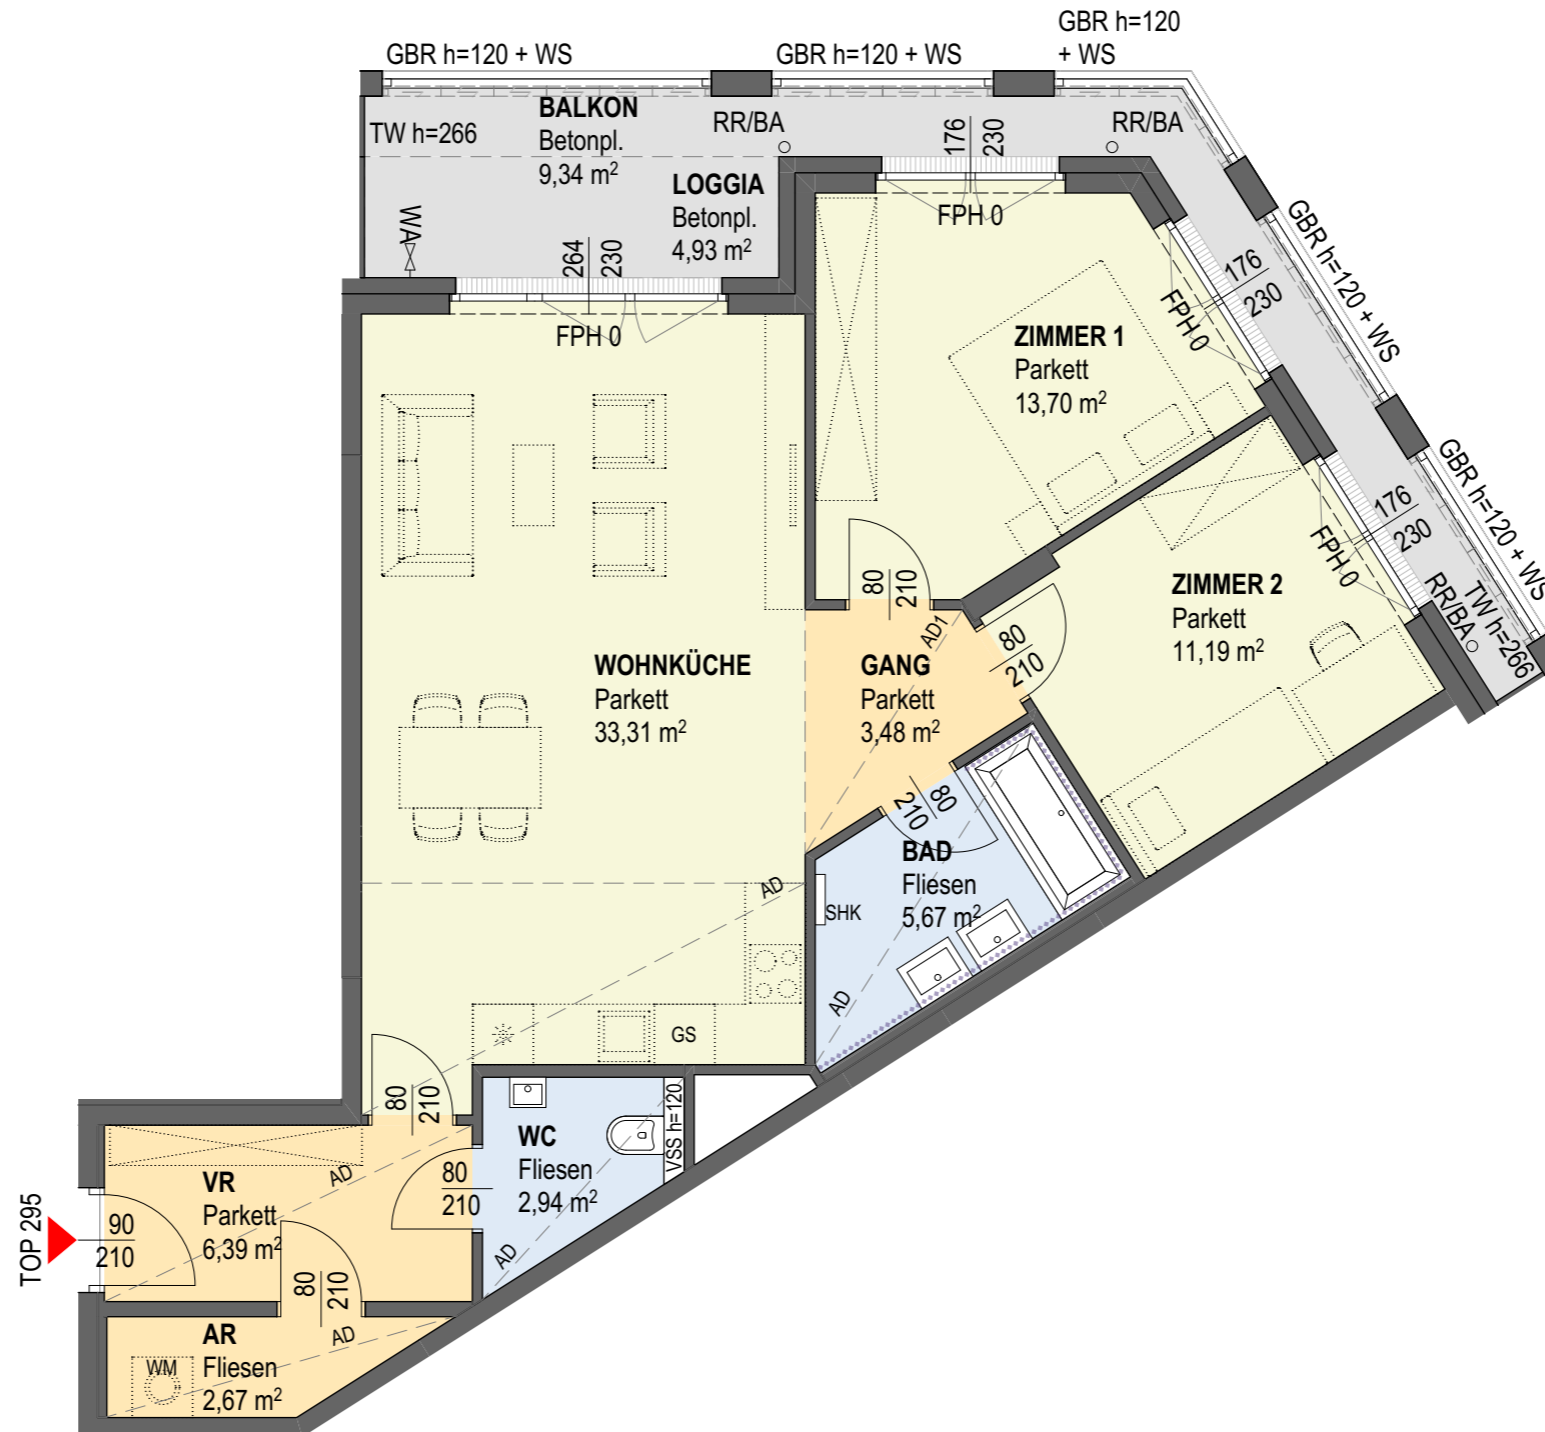 GBR h=120 + WS
GBR h=120 + WS
GBR h=120
+ WS
TW h=266
BALKON
Betonpl.
9,34 m²
RR/BA
176
230
RR/BA
LOGGIA
Betonpl.
4,93 m²
WA
264
230
FPH 0
FPH 0
GBR h=120 + WS
176
230
FPH 0
ZIMMER 1
Parkett
13,70 m²
GBR h=120 + WS
176
230
FPH 0
RR/BA
TW h=266
ZIMMER 2
Parkett
11,19 m²
80
210
AD1
80
210
WOHNKÜCHE
Parkett
33,31 m²
GANG
Parkett
3,48 m²
80
210
BAD
Fliesen
5,67 m²
SHK
AD
AD
GS
80
210
VSS h=120
WC
Fliesen
2,94 m²
AD
80
210
VR
Parkett
6,39 m²
AD
TOP 295
90
210
80
210
AR
Fliesen
2,67 m²
AD
WM